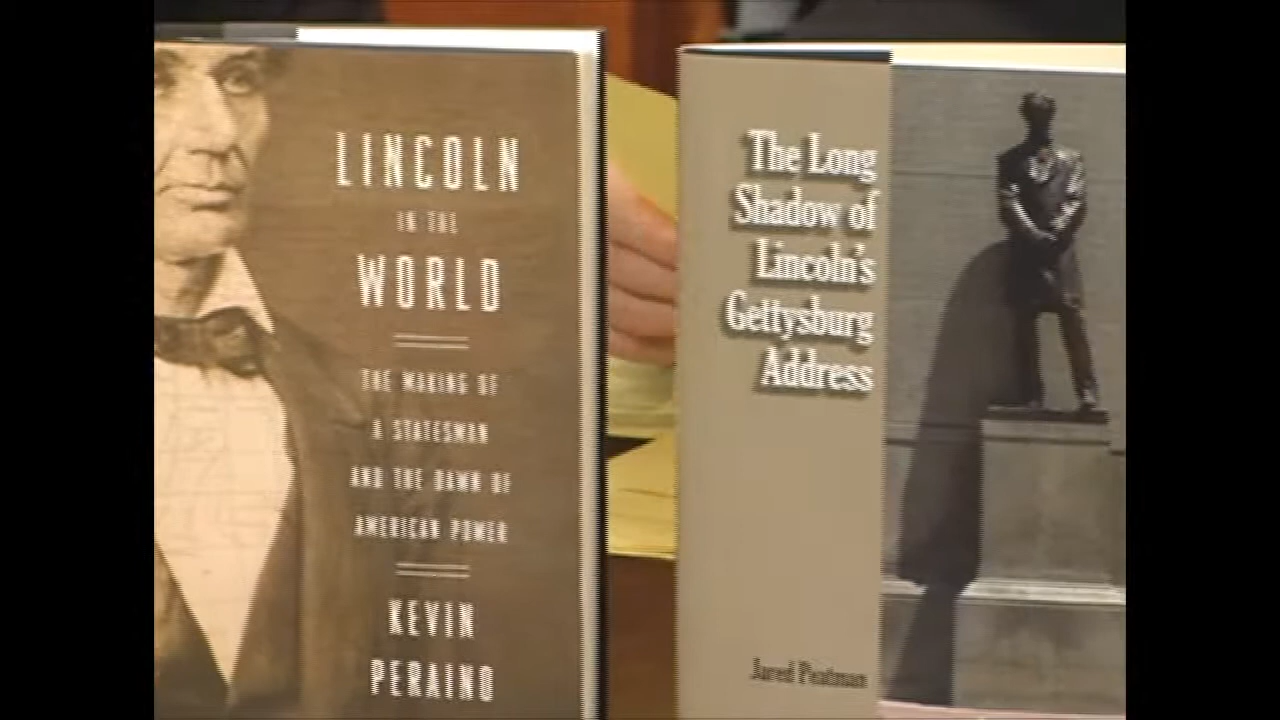 LINCOLN
IN THE
WORLD
THE MAKING OF
A STATESMAN
AND THE DAWN OF
AMERICAN POWER
KEVIN
PERAINO
The Long
Shadow of
Lincoln's
Gettysburg
Address
Jared Peatman